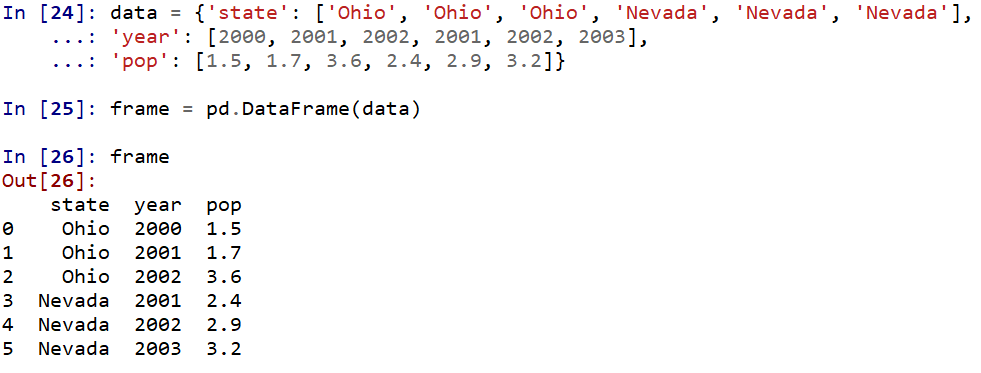 In [24]: data = {'state': ['Ohio', 'Ohio', 'Ohio', 'Nevada', 'Nevada', 'Nevada'],
    ...: 'year': [2000, 2001, 2002, 2001, 2002, 2003],
    ...: 'pop': [1.5, 1.7, 3.6, 2.4, 2.9, 3.2]}
In [25]: frame = pd.DataFrame(data)
In [26]: frame
Out[26]:
    state  year  pop
0    Ohio  2000  1.5
1    Ohio  2001  1.7
2    Ohio  2002  3.6
3  Nevada  2001  2.4
4  Nevada  2002  2.9
5  Nevada  2003  3.2